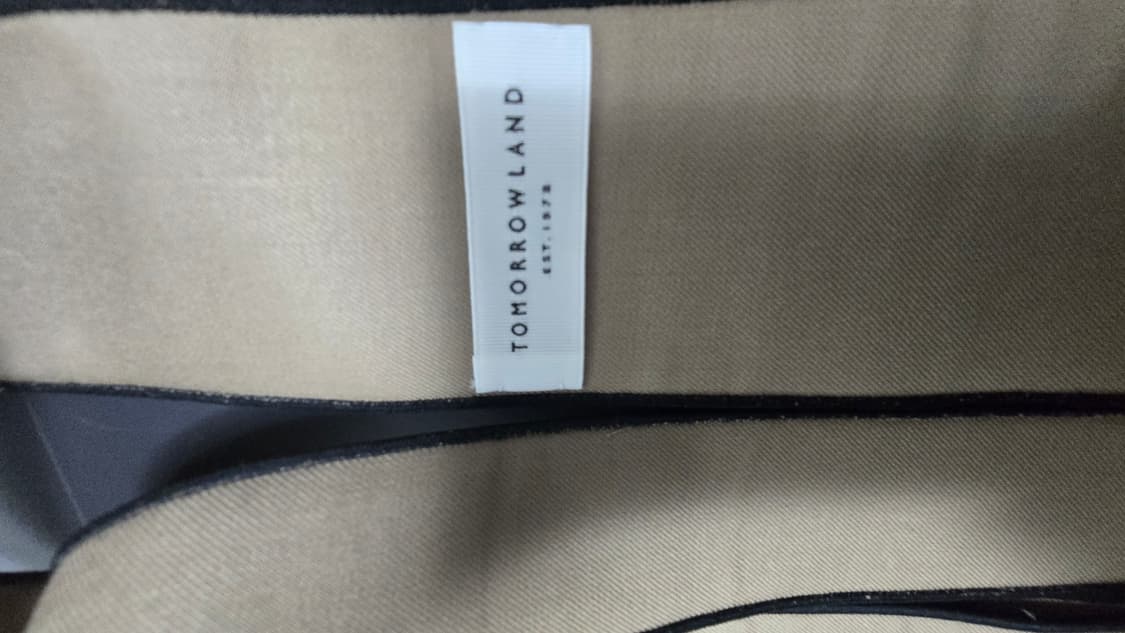 TOMORROWLAND
EST. 1978